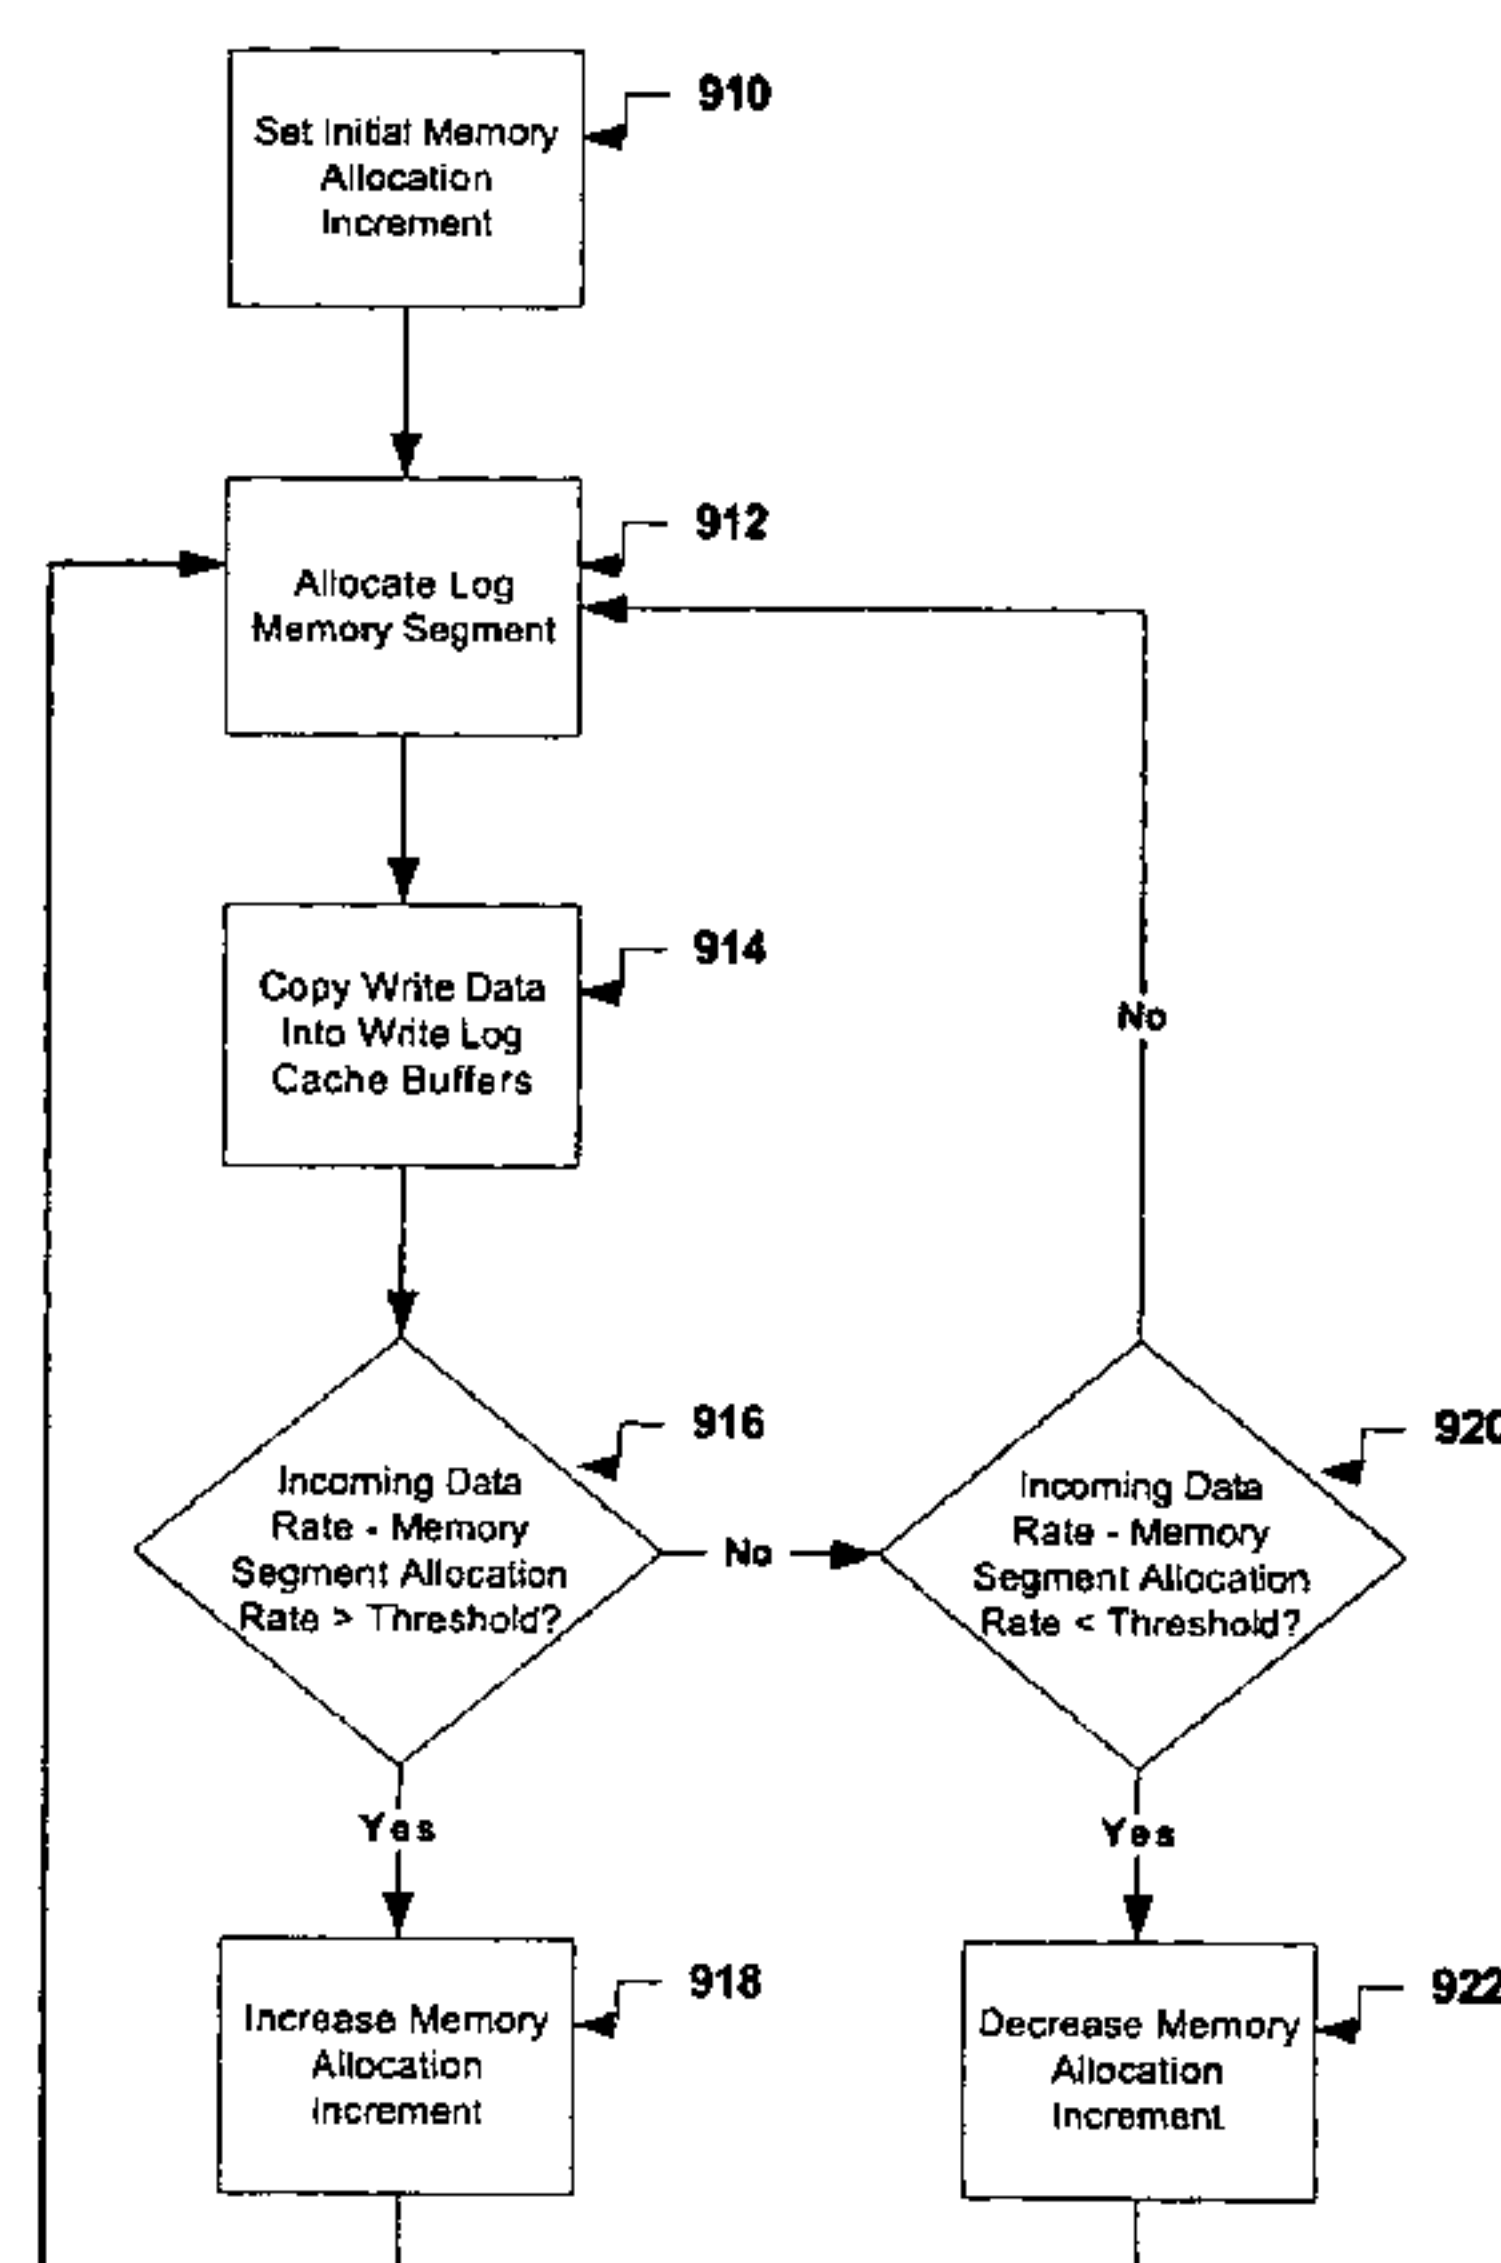 910
Set Initial Memory
Allocation
Increment
912
Allocate Log
Memory Segment
914
Copy Write Data
Into Write Log
Cache Buffers
No
916
Incoming Data
Rate - Memory
Segment Allocation
Rate > Threshold?
No
920
Incoming Data
Rate - Memory
Segment Allocation
Rate < Threshold?
Yes
Yes
918
Increase Memory
Allocation
Increment
922
Decrease Memory
Allocation
Increment